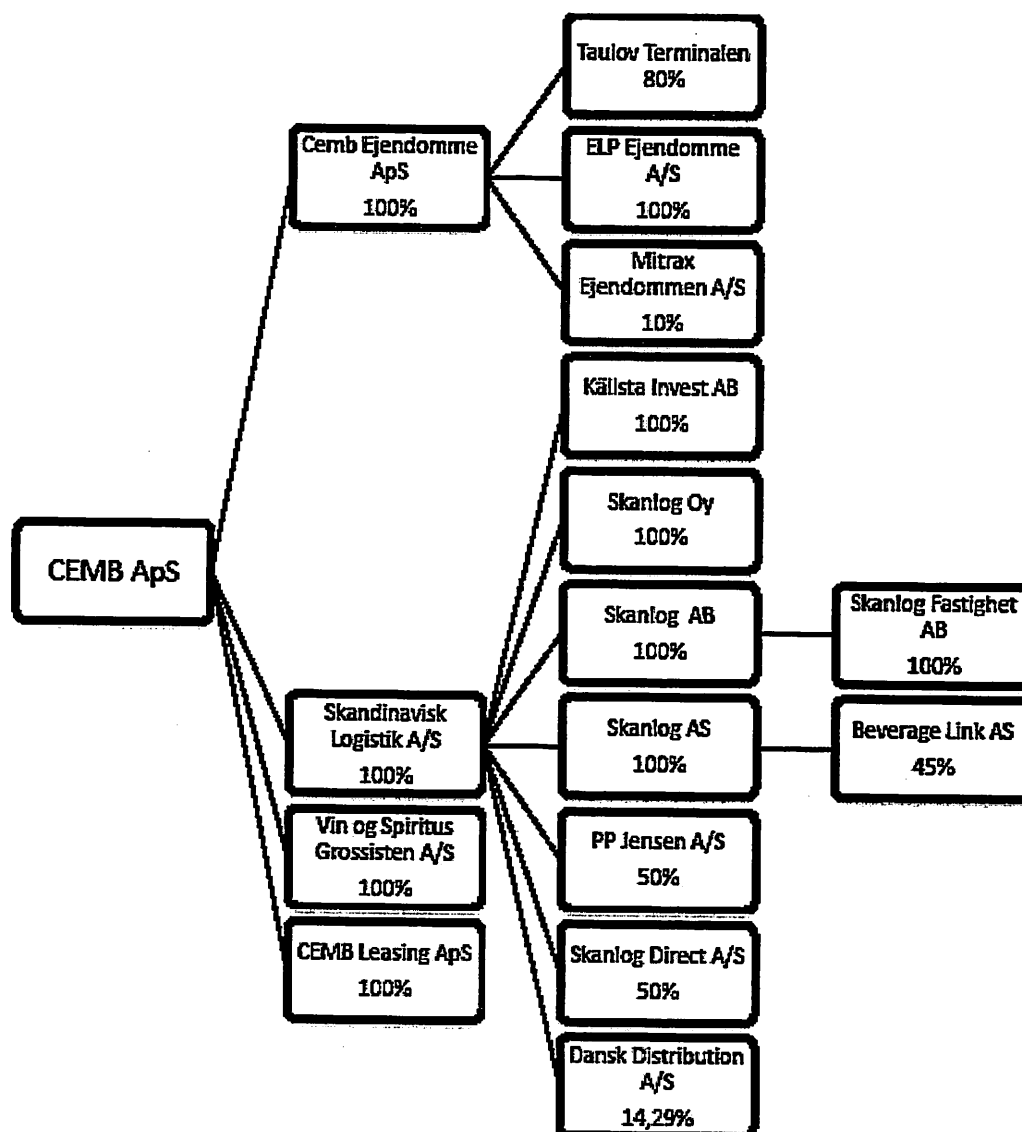 Taulov Terminalen
80%
Cemb Ejendomme
ApS
100%
ELP Ejendomme
A/S
100%
Mitrax
Ejendommen A/S
10%
Källsta Invest AB
100%
Skanlog Oy
100%
CEMB ApS
Skanlog AB
100%
Skanlog Fastighet
AB
100%
Skandinavisk
Logistik A/S
100%
Skanlog AS
100%
Beverage Link AS
45%
Vin og Spiritus
Grossisten A/S
100%
PP Jensen A/S
50%
CEMB Leasing ApS
100%
Skanlog Direct A/S
50%
Dansk Distribution
A/S
14,29%